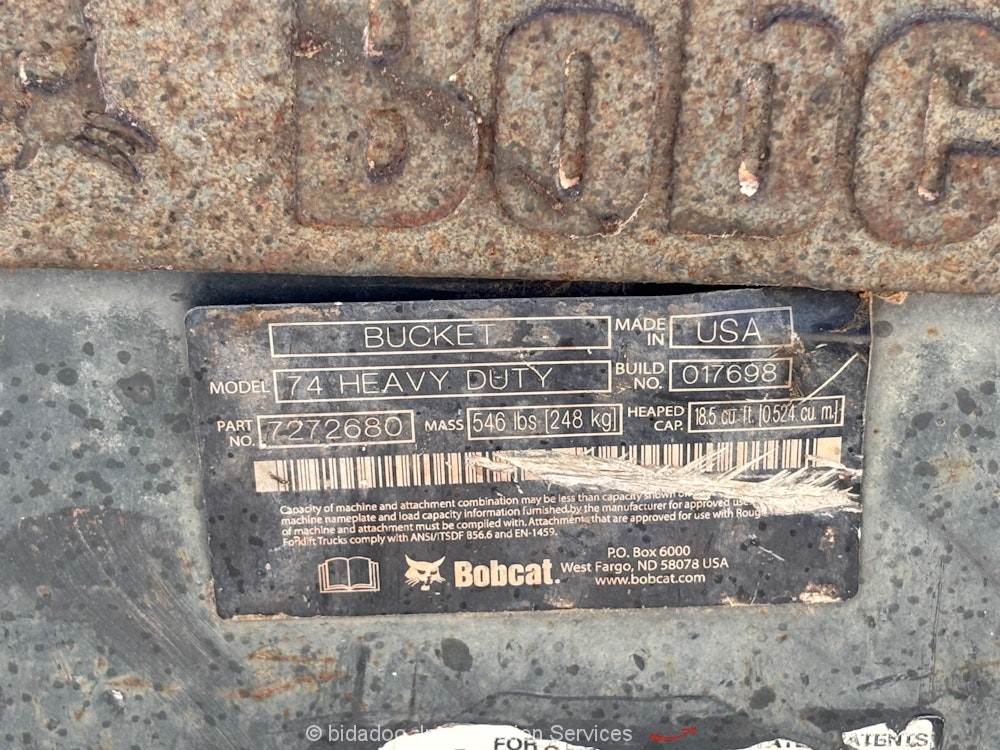 Bobc
BUCKET MADE IN USA
MODEL 74 HEAVY DUTY BUILD NO. 017698
PART NO. 7272680 MASS 546 lbs 248 kg HEAPED CAP. 18.5 cu ft. 0.524 cu m.
Capacity of machine and attachment combination may be less than capacity shown
machine nameplate and load capacity information furnished by the manufacturer for approved use
of machine and attachment must be complied with. Attachments that are approved for use with Roug
Forklift Trucks comply with ANSI/ITSDF B56.6 and EN-1459.
Bobcat.
P.O. Box 6000
West Fargo, ND 58078 USA
www.bobcat.com
© bidadoo Services
FOR
ATENTS